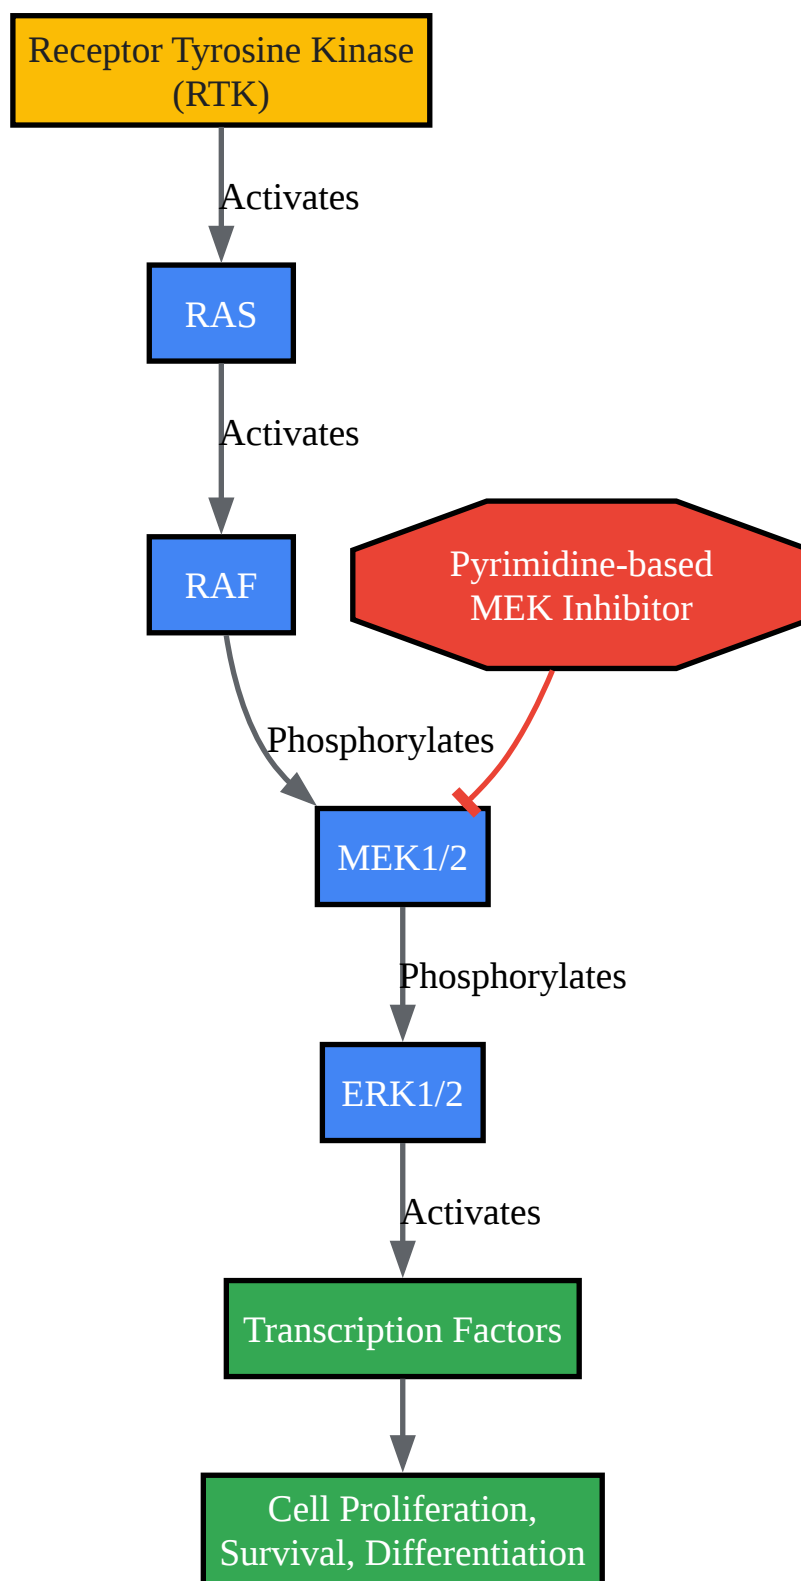 Receptor Tyrosine Kinase
(RTK)
Activates
RAS
Activates
RAF
Pyrimidine-based
MEK Inhibitor
Phosphorylates
MEK1/2
Phosphorylates
ERK1/2
Activates
Transcription Factors
Cell Proliferation,
Survival, Differentiation